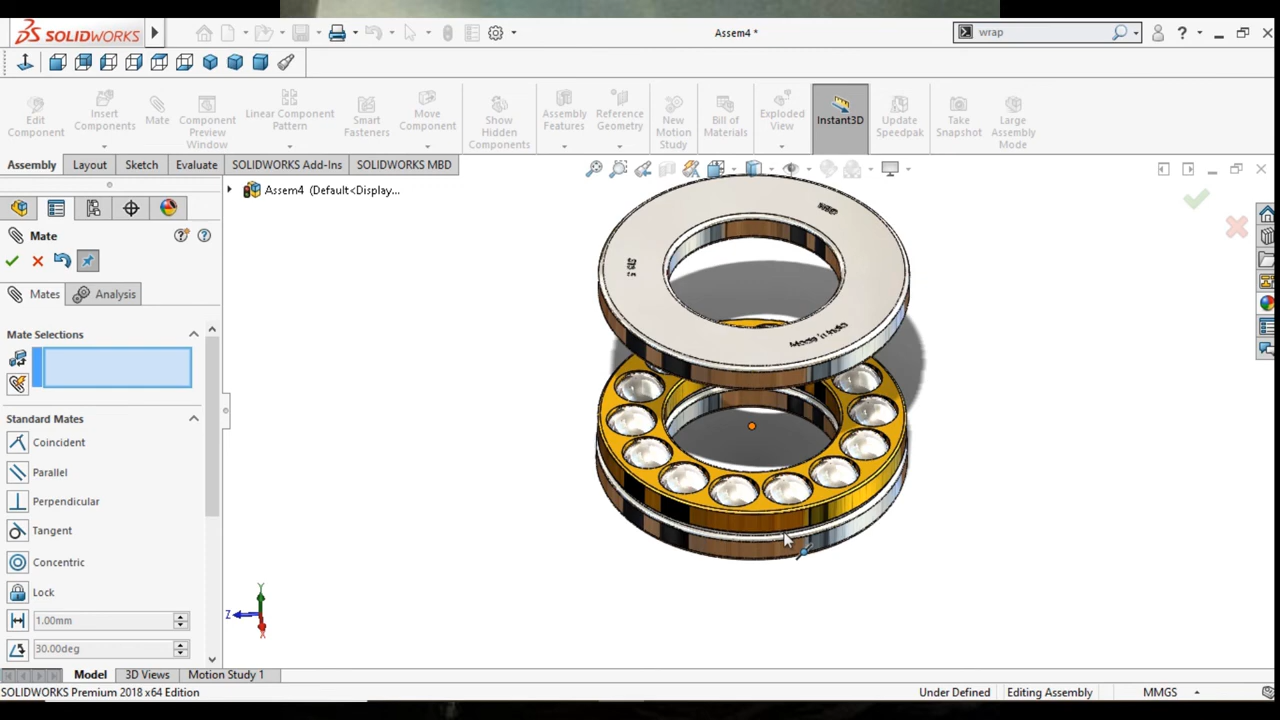 SOLIDWORKS
Assem4 *
wrap
?
Edit Component
Insert Components
Mate
Component Preview Window
Linear Component Pattern
Smart Fasteners
Move Component
Show Hidden Components
Assembly Features
Reference Geometry
New Motion Study
Bill of Materials
Exploded View
Instant3D
Update Speedpak
Take Snapshot
Large Assembly Mode
Assembly
Layout
Sketch
Evaluate
SOLIDWORKS Add-Ins
SOLIDWORKS MBD
Assem4 (Default<Display...
Mate
Mates
Analysis
Mate Selections
Standard Mates
Coincident
Parallel
Perpendicular
Tangent
Concentric
Lock
1.00mm
30.00deg
Made in India
Y
Z
X
Model
3D Views
Motion Study 1
SOLIDWORKS Premium 2018 x64 Edition
Under Defined
Editing Assembly
MMGS